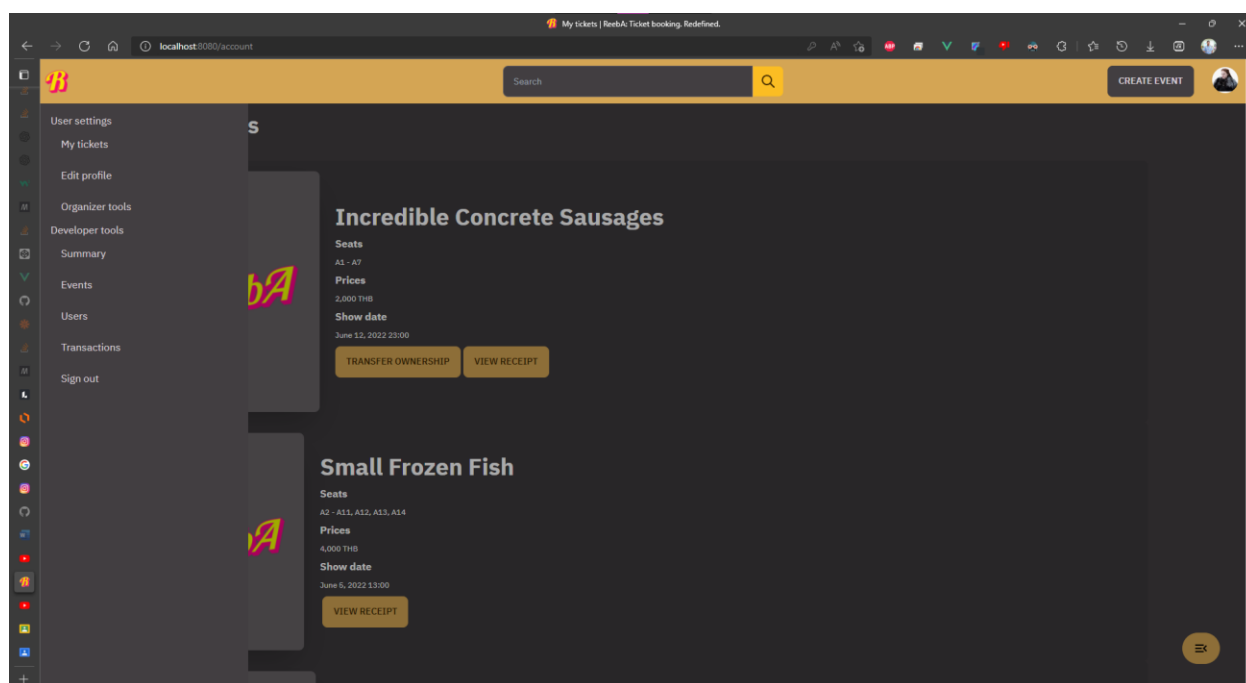 My tickets | ReebA: Ticket booking. Redefined.
localhost:8080/account
Search
CREATE EVENT
User settings
My tickets
Edit profile
Organizer tools
Developer tools
Summary
Events
Users
Transactions
Sign out
s
bA
Incredible Concrete Sausages
Seats
A1 - A7
Prices
2,000 THB
Show date
June 12, 2022 23:00
TRANSFER OWNERSHIP
VIEW RECEIPT
A
Small Frozen Fish
Seats
A2 - A11, A12, A13, A14
Prices
4,000 THB
Show date
June 5, 2022 13:00
VIEW RECEIPT